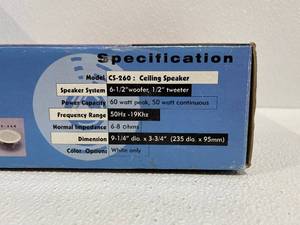 Specification
Model CS-260 : Ceiling Speaker
Speaker System 6-1/2"woofer, 1/2" tweeter
Power Capacity 60 watt peak, 50 watt continuous
Frequency Range 50Hz -19Khz
Normal Impedance 6-8 Ohms
Dimension 9-1/4" dia. x 3-3/4" (235 dia x 95mm)
Color Options White only